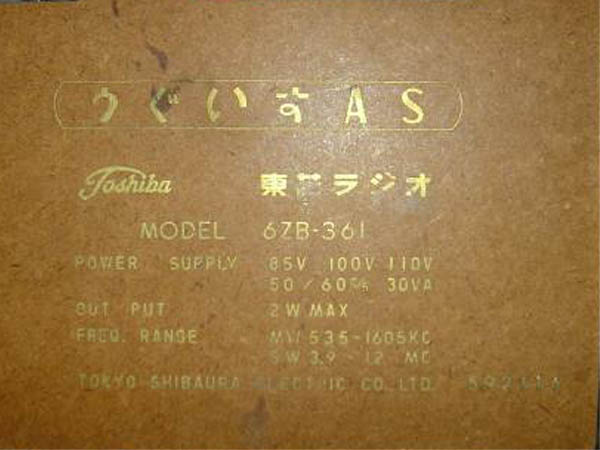 うぐいすAS
Toshiba 東芝ラジオ
MODEL 6ZB-361
POWER SUPPLY 85V 100V 110V
50/60c/s 30VA
OUT PUT 2W MAX
FREQ. RANGE MW 535-1605KC
SW 3.9-12 MC
TOKYO SHIBAURA ELECTRIC CO. LTD.